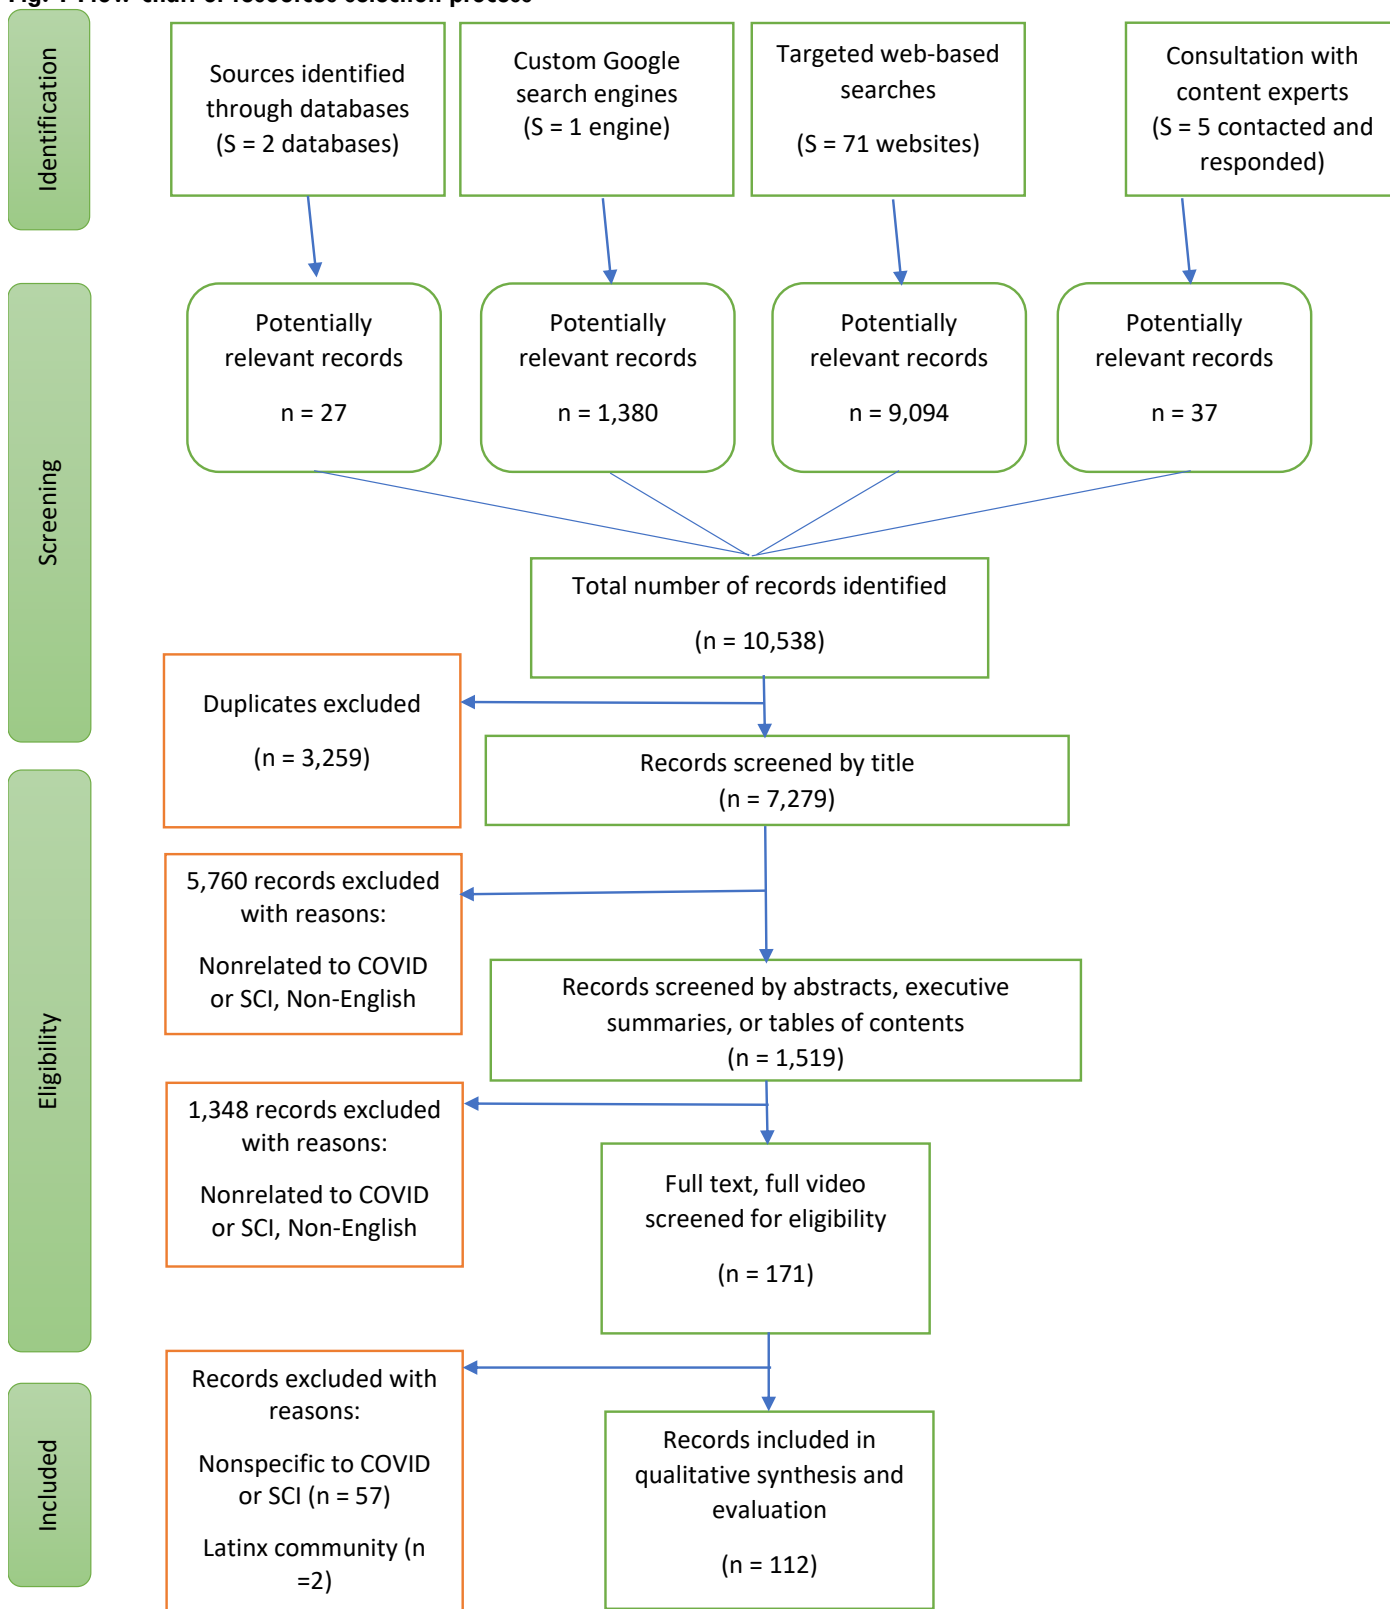 Identification
Sources identified
through databases
(S = 2 databases)
Custom Google
search engines
(S = 1 engine)
Targeted web-based
searches
(S = 71 websites)
Consultation with
content experts
(S = 5 contacted and
responded)
Screening
Potentially
relevant records
n = 27
Potentially
relevant records
n = 1,380
Potentially
relevant records
n = 9,094
Potentially
relevant records
n = 37
Total number of records identified
(n = 10,538)
Duplicates excluded
(n = 3,259)
Records screened by title
(n = 7,279)
Eligibility
5,760 records excluded
with reasons:
Nonrelated to COVID
or SCI, Non-English
Records screened by abstracts, executive
summaries, or tables of contents
(n = 1,519)
1,348 records excluded
with reasons:
Nonrelated to COVID
or SCI, Non-English
Full text, full video
screened for eligibility
(n = 171)
Included
Records excluded with
reasons:
Nonspecific to COVID
or SCI (n = 57)
Latinx community (n
=2)
Records included in
qualitative synthesis and
evaluation
(n = 112)